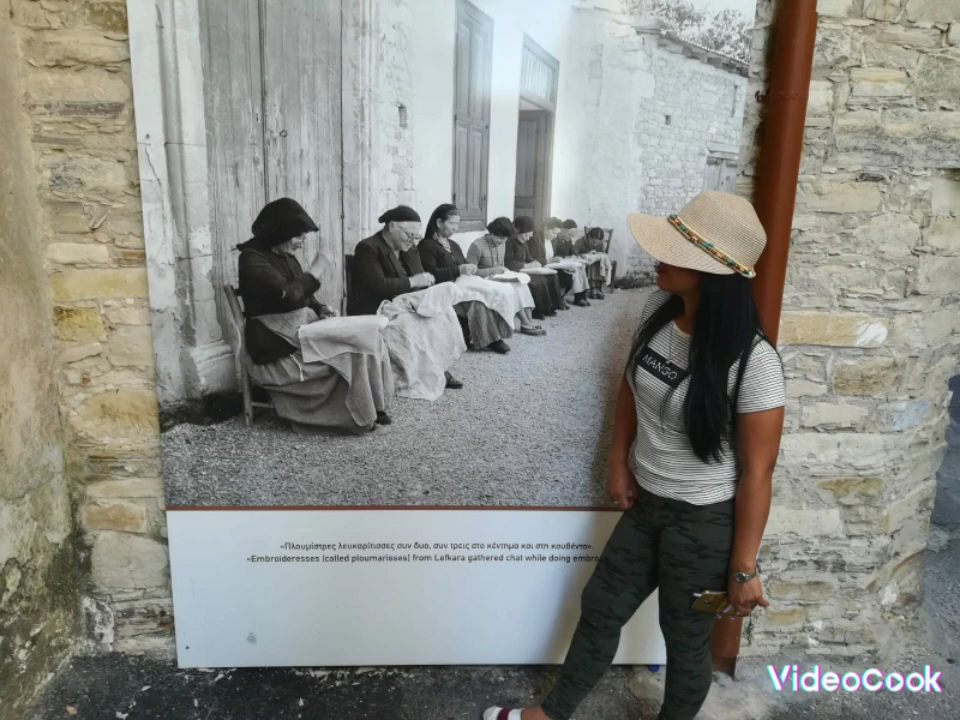 MANGO
«Πλουμίστρες λευκαρίτισσες συν δυο, συν τρεις στο κέντημα και στη κουβέντα».
«Embroideresses (called ploumarisses) from Lefkara gathered chat while doing embro
VideoCook